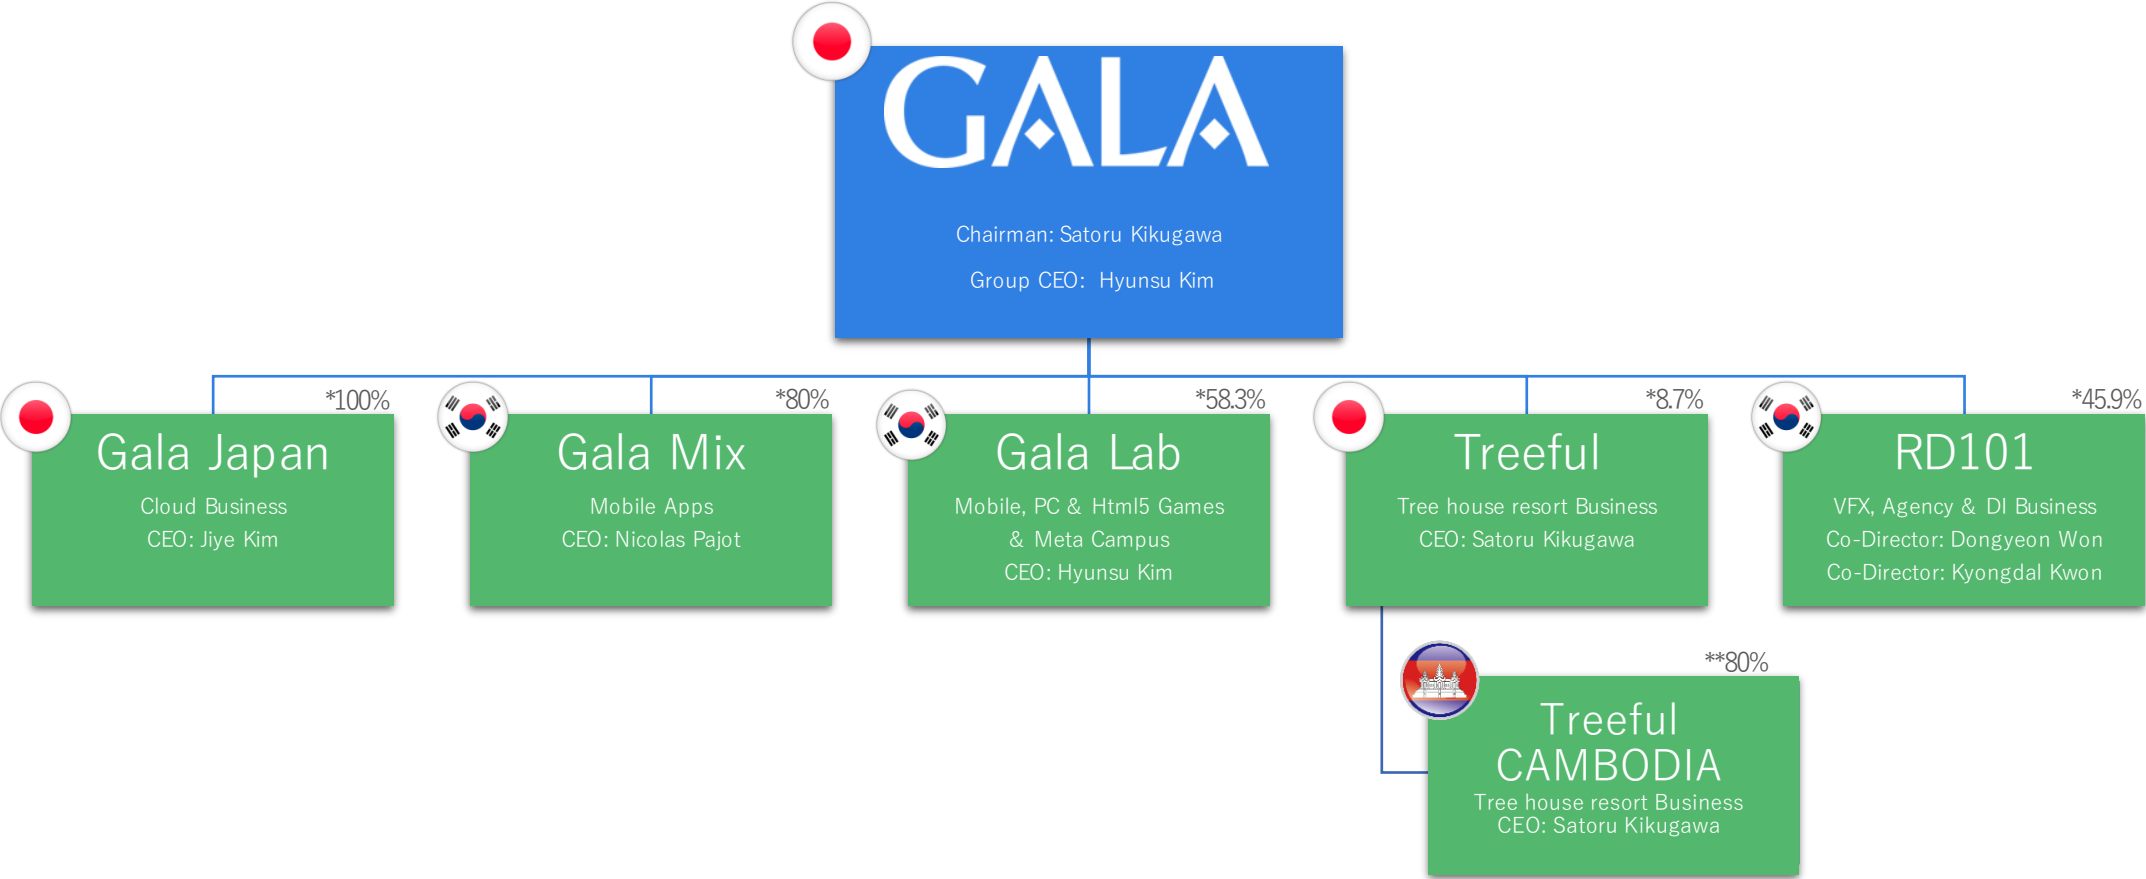 GALA
Chairman: Satoru Kikugawa
Group CEO: Hyunsu Kim
*100%
Gala Japan
Cloud Business
CEO: Jiye Kim
*80%
Gala Mix
Mobile Apps
CEO: Nicolas Pajot
*58.3%
Gala Lab
Mobile, PC & Html5 Games
& Meta Campus
CEO: Hyunsu Kim
*8.7%
Treeful
Tree house resort Business
CEO: Satoru Kikugawa
*45.9%
RD101
VFX, Agency & DI Business
Co-Director: Dongyeon Won
Co-Director: Kyongdal Kwon
**80%
Treeful
CAMBODIA
Tree house resort Business
CEO: Satoru Kikugawa